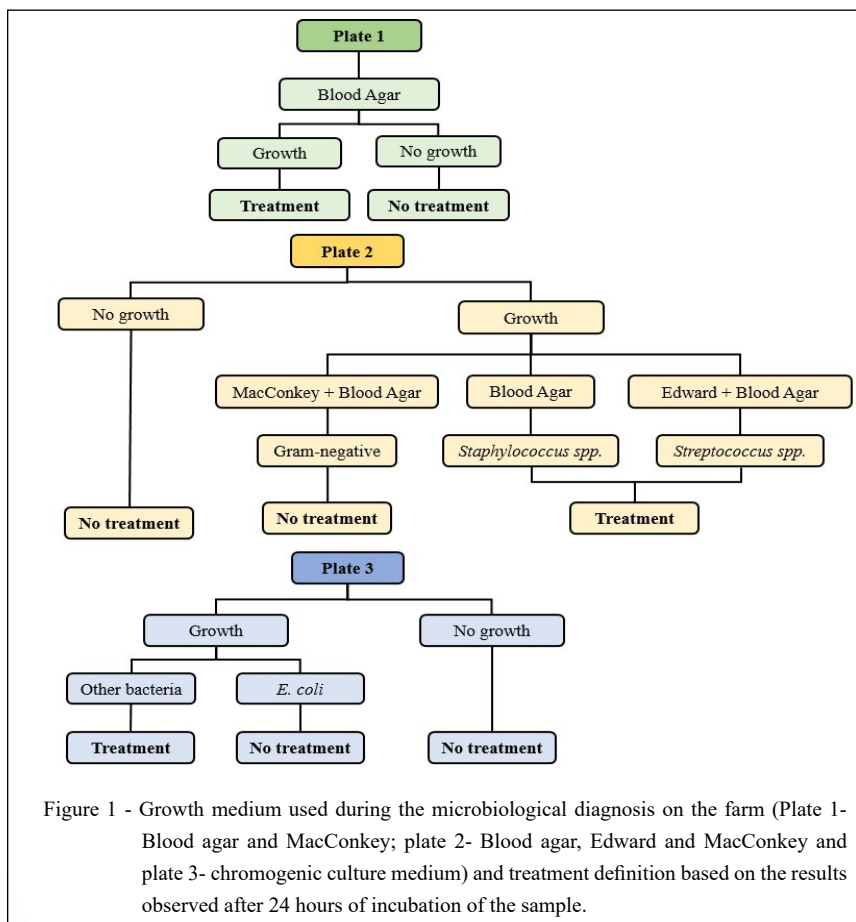 Plate 1
Blood Agar
Growth No growth
Treatment No treatment
Plate 2
No growth Growth
MacConkey + Blood Agar Blood Agar Edward + Blood Agar
Gram-negative Staphylococcus spp. Streptococcus spp.
No treatment No treatment Treatment
Plate 3
Growth No growth
Other bacteria E. coli
Treatment No treatment No treatment
Figure 1 - Growth medium used during the microbiological diagnosis on the farm (Plate 1-
Blood agar and MacConkey; plate 2- Blood agar, Edward and MacConkey and
plate 3- chromogenic culture medium) and treatment definition based on the results
observed after 24 hours of incubation of the sample.